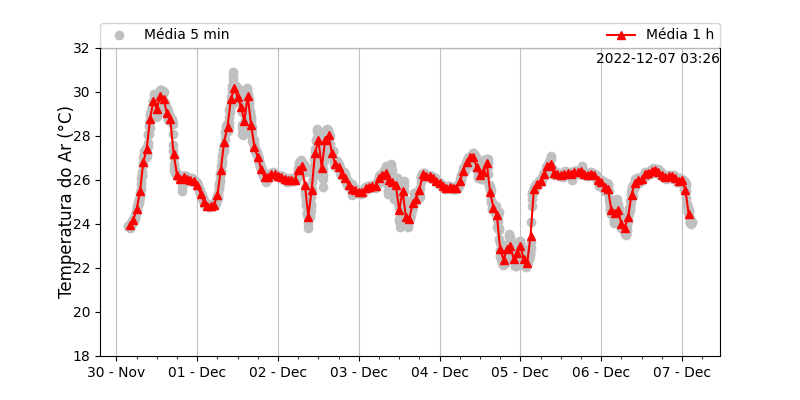 Média 5 min
Média 1 h
2022-12-07 03:26
Temperatura do Ar (°C)
32
30
28
26
24
22
20
18
30 - Nov
01 - Dec
02 - Dec
03 - Dec
04 - Dec
05 - Dec
06 - Dec
07 - Dec